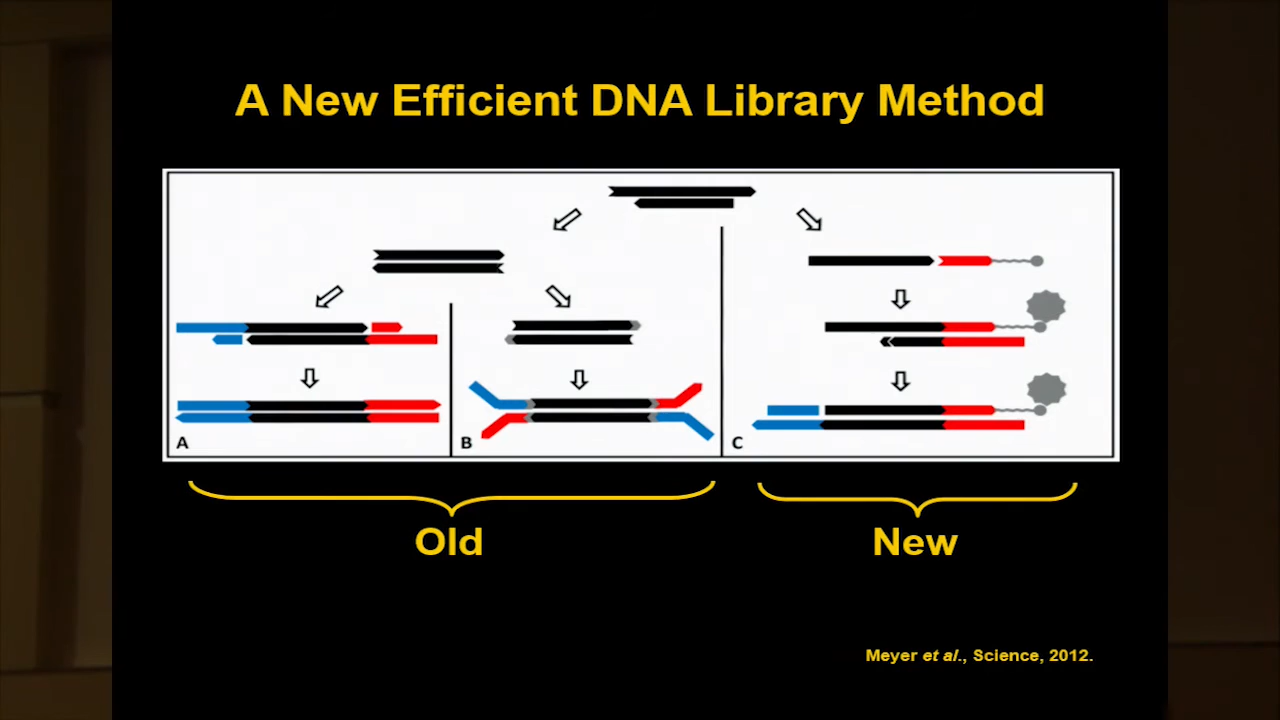 A New Efficient DNA Library Method
A
B
C
Old
New
Meyer et al., Science, 2012.